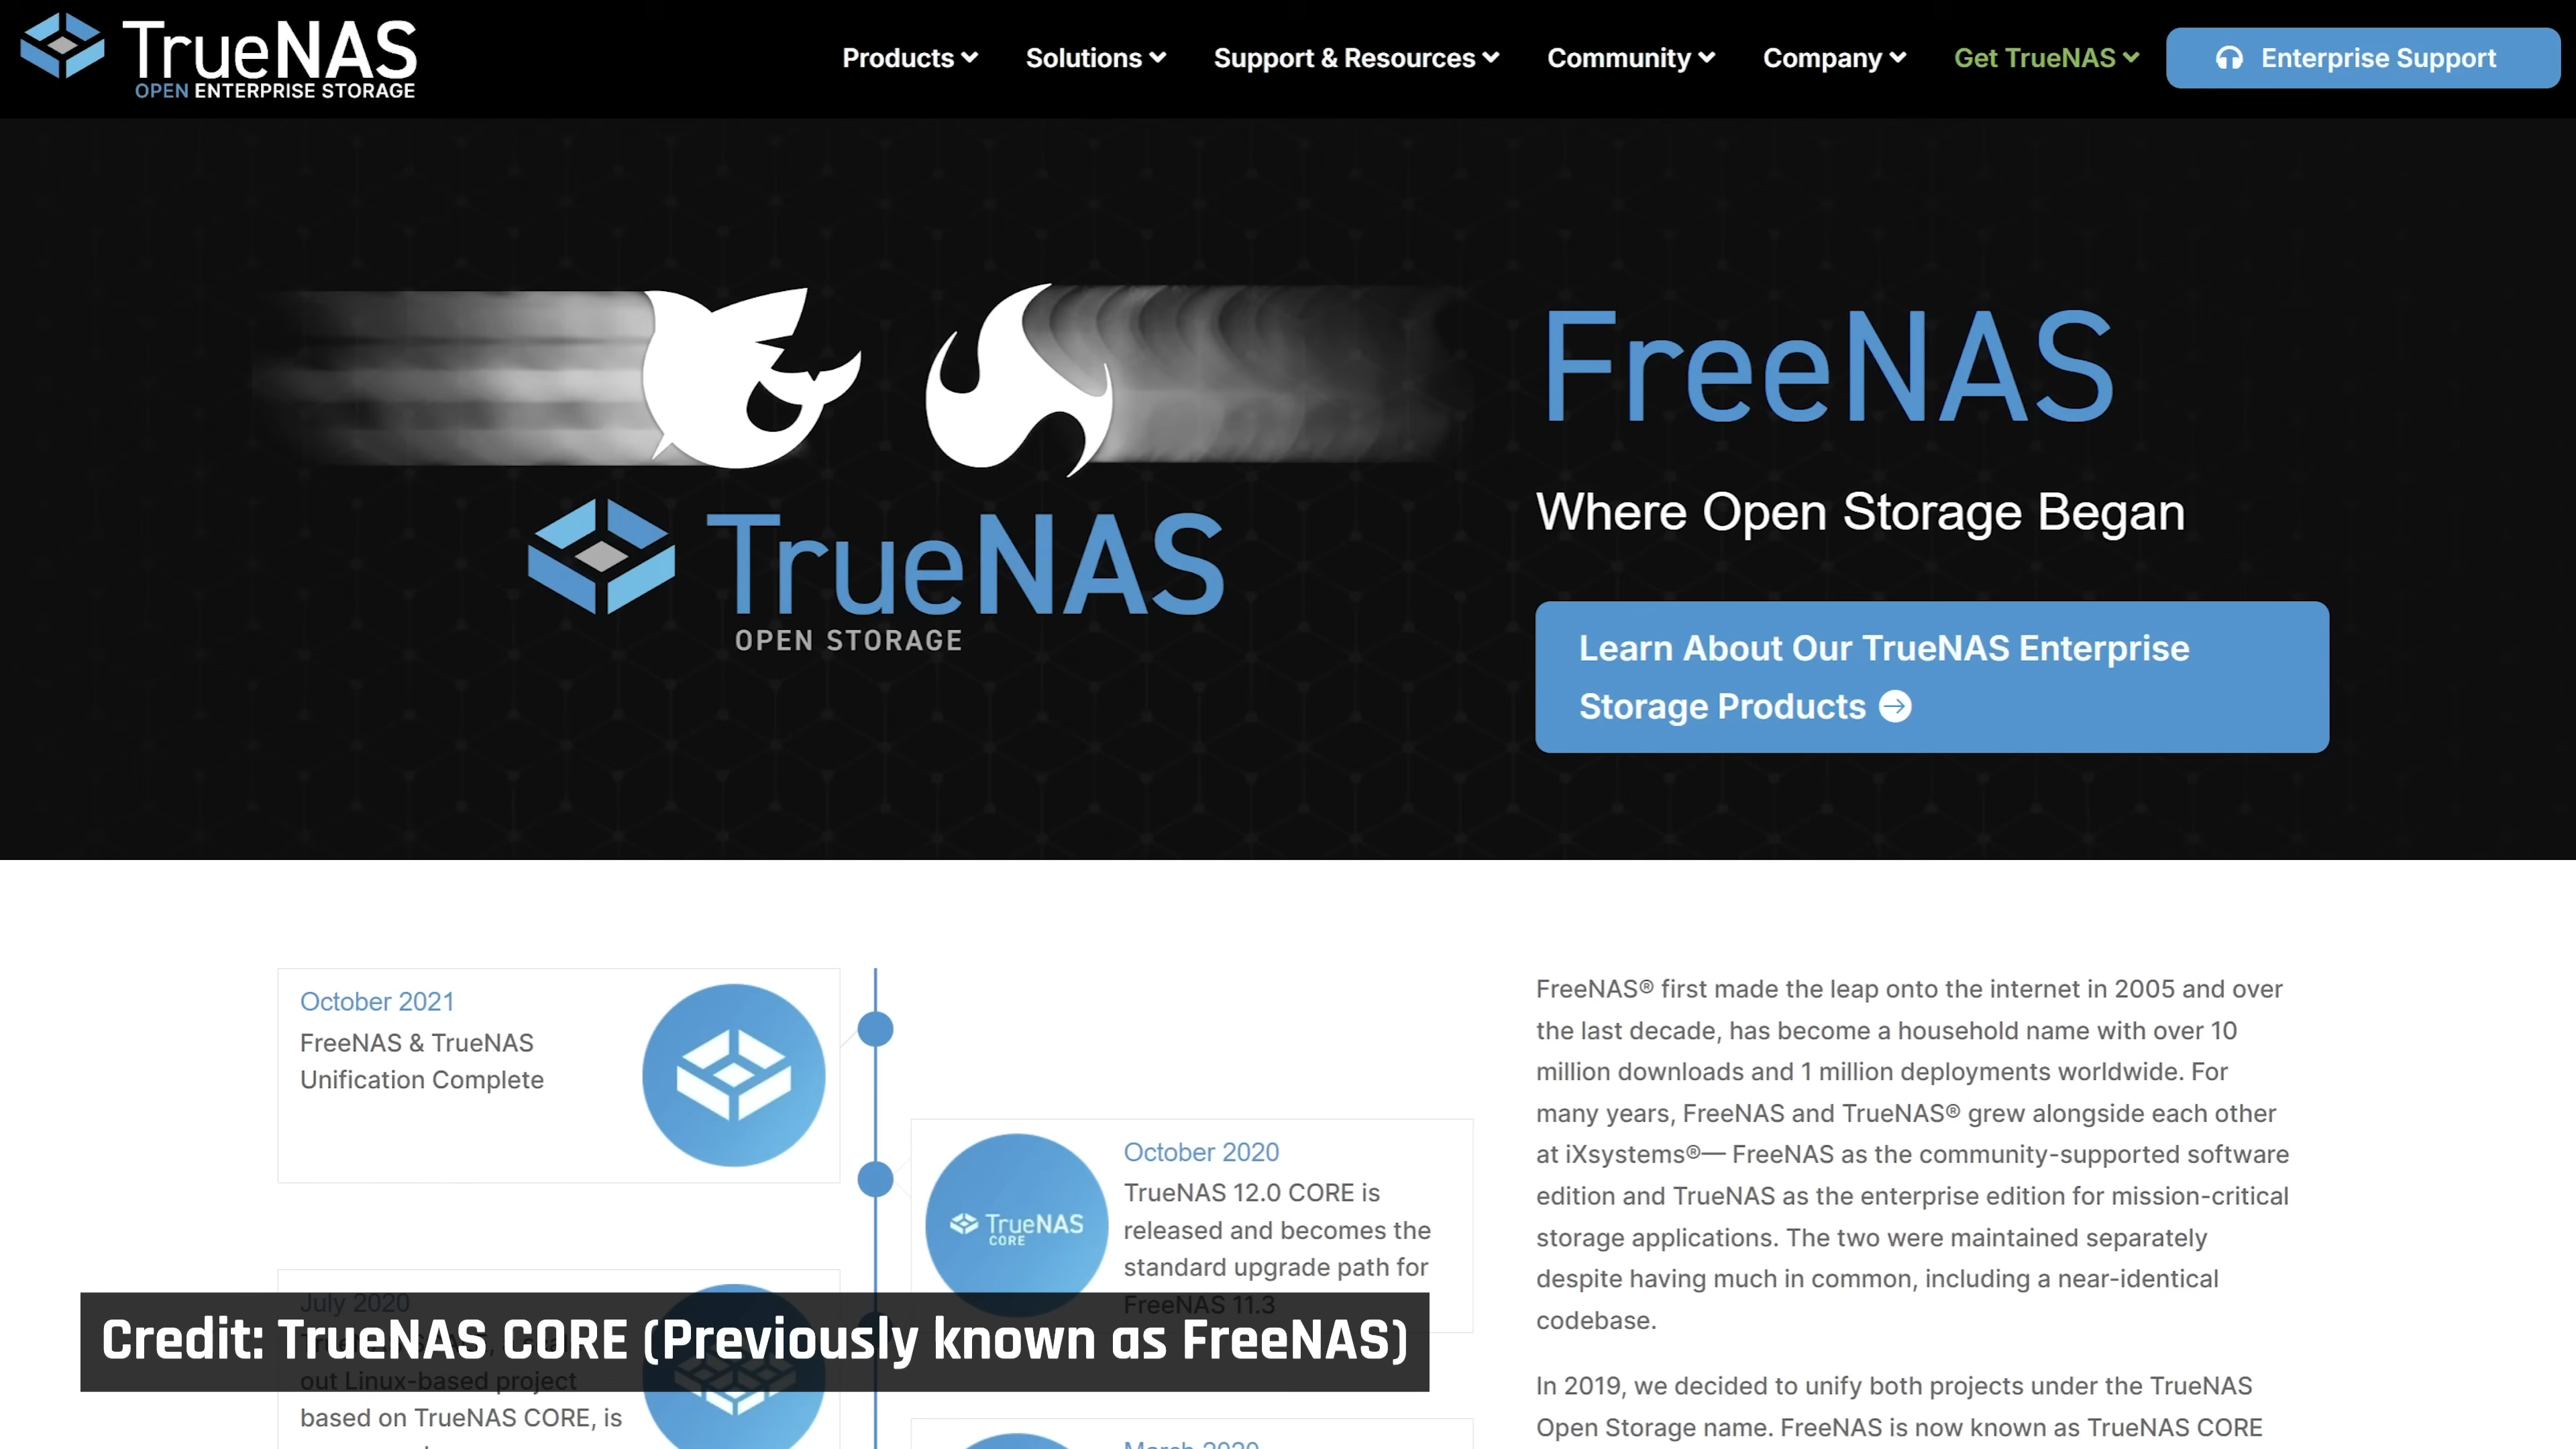 TrueNAS
OPEN ENTERPRISE STORAGE
Products
Solutions
Support & Resources
Community
Company
Get TrueNAS
Enterprise Support
TrueNAS
OPEN STORAGE
FreeNAS
Where Open Storage Began
Learn About Our TrueNAS Enterprise
Storage Products
October 2021
FreeNAS & TrueNAS
Unification Complete
October 2020
TrueNAS 12.0 CORE is
released and becomes the
standard upgrade path for
FreeNAS 11.3
TrueNAS
CORE
July 2020
out Linux-based project
based on TrueNAS CORE, is
March 2020
Credit: TrueNAS CORE (Previously known as FreeNAS)
FreeNAS® first made the leap onto the internet in 2005 and over
the last decade, has become a household name with over 10
million downloads and 1 million deployments worldwide. For
many years, FreeNAS and TrueNAS® grew alongside each other
at iXsystems®— FreeNAS as the community-supported software
edition and TrueNAS as the enterprise edition for mission-critical
storage applications. The two were maintained separately
despite having much in common, including a near-identical
codebase.
In 2019, we decided to unify both projects under the TrueNAS
Open Storage name. FreeNAS is now known as TrueNAS CORE